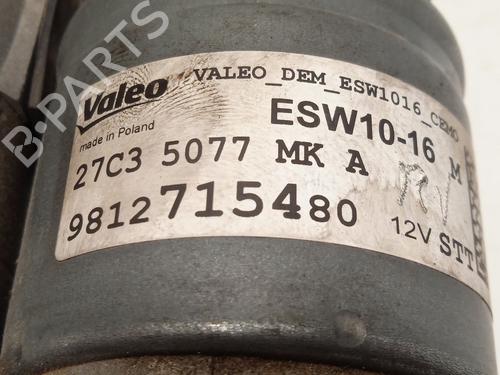 Valeo VALEO_DEM_ESW1016_CEMO
made in Poland ESW10-16 M
27C3 5077 MK A
9812715480 12V STT
B-Parts